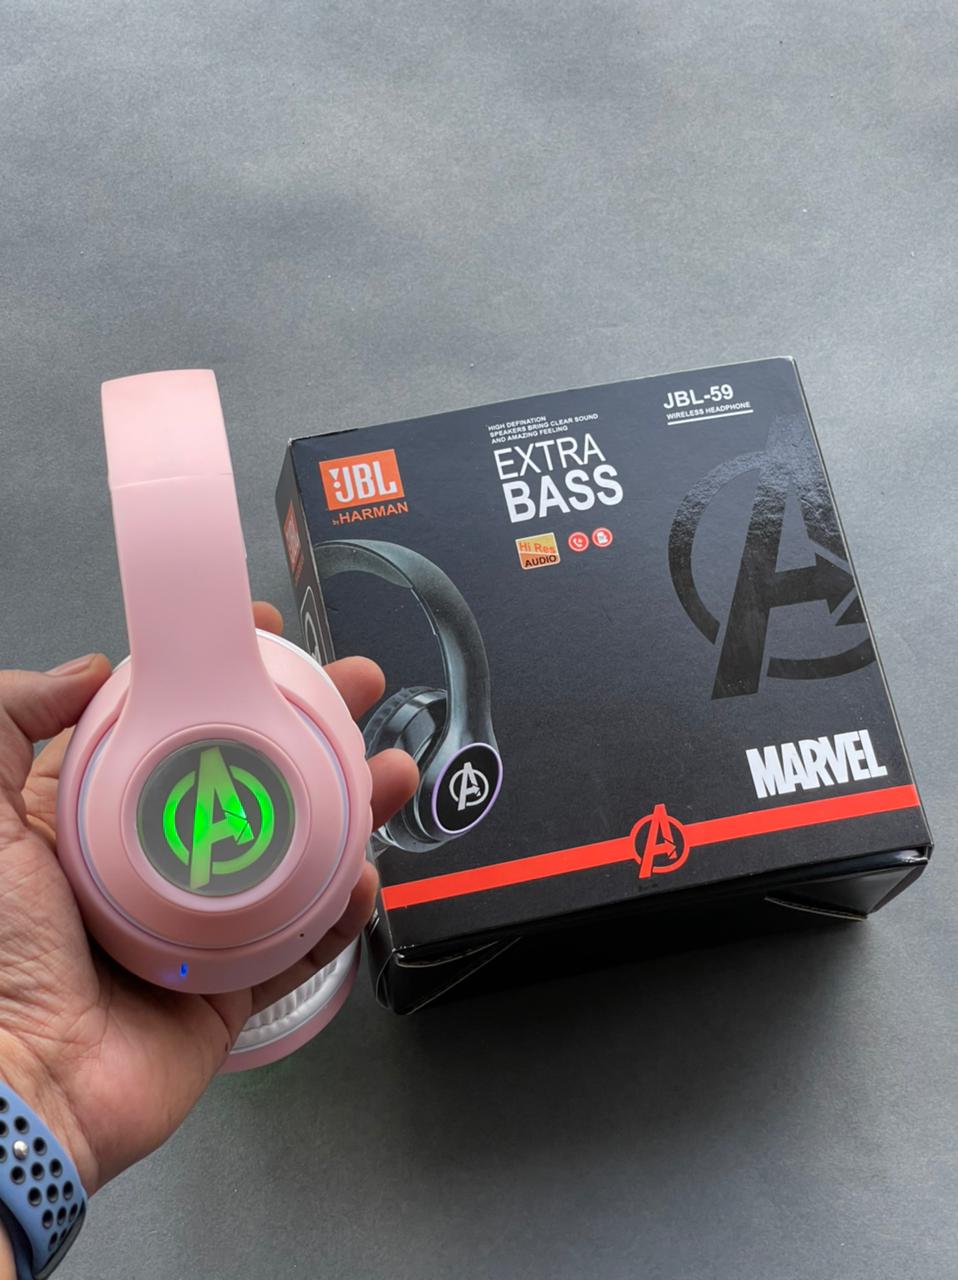 JBL-59
WIRELESS HEADPHONE
HIGH DEFINATION
SPEAKERS BRING CLEAR SOUND
AND AMAZING FEELING
EXTRA
BASS
JBL
by HARMAN
Hi Res
AUDIO
MARVEL